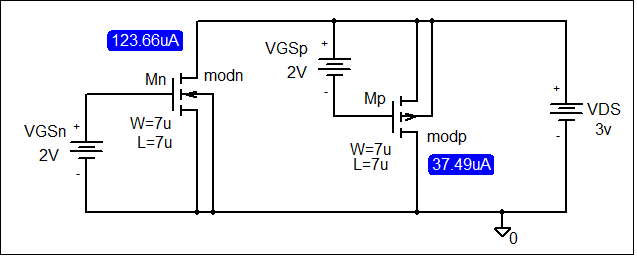 123.66uA
Mn
modn
W=7u
L=7u
VGSn
+
2V
-
VGSp
+
2V
-
Mp
modp
W=7u
L=7u
37.49uA
+
VDS
3v
-
0